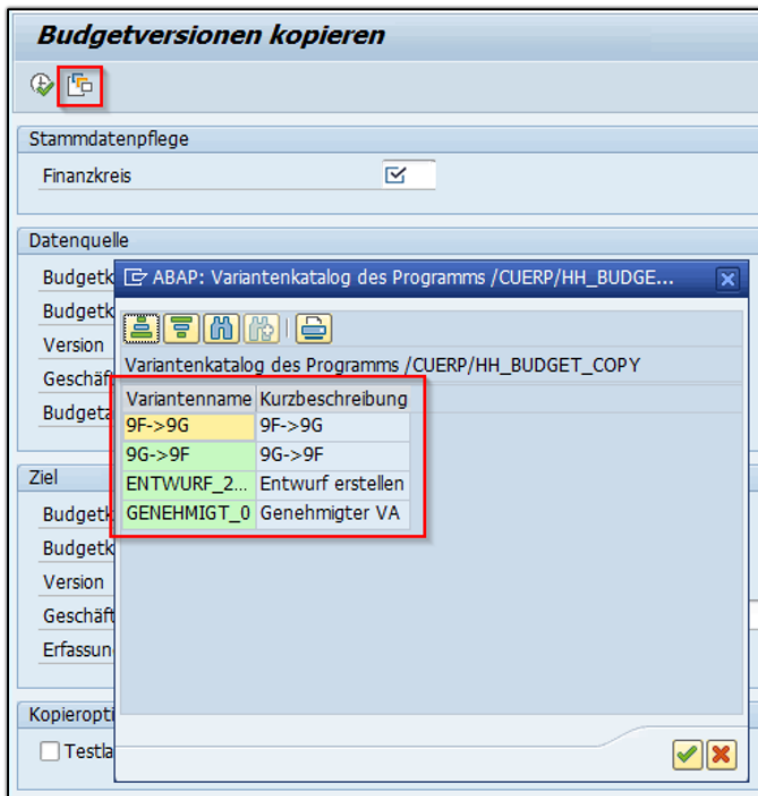 Budgetversionen kopieren
Stammdatenpflege
Finanzkreis
Datenquelle
Budgetk
Budgetk
Version
Geschäft
Budgeta
ABAP: Variantenkatalog des Programms /CUERP/HH_BUDGE...
Variantenkatalog des Programms /CUERP/HH_BUDGET_COPY
Variantenname Kurzbeschreibung
9F->9G 9F->9G
9G->9F 9G->9F
ENTWURF_2... Entwurf erstellen
GENEHMIGT_0 Genehmigter VA
Ziel
Budgetk
Budgetk
Version
Geschäft
Erfassun
Kopieropti
Testla